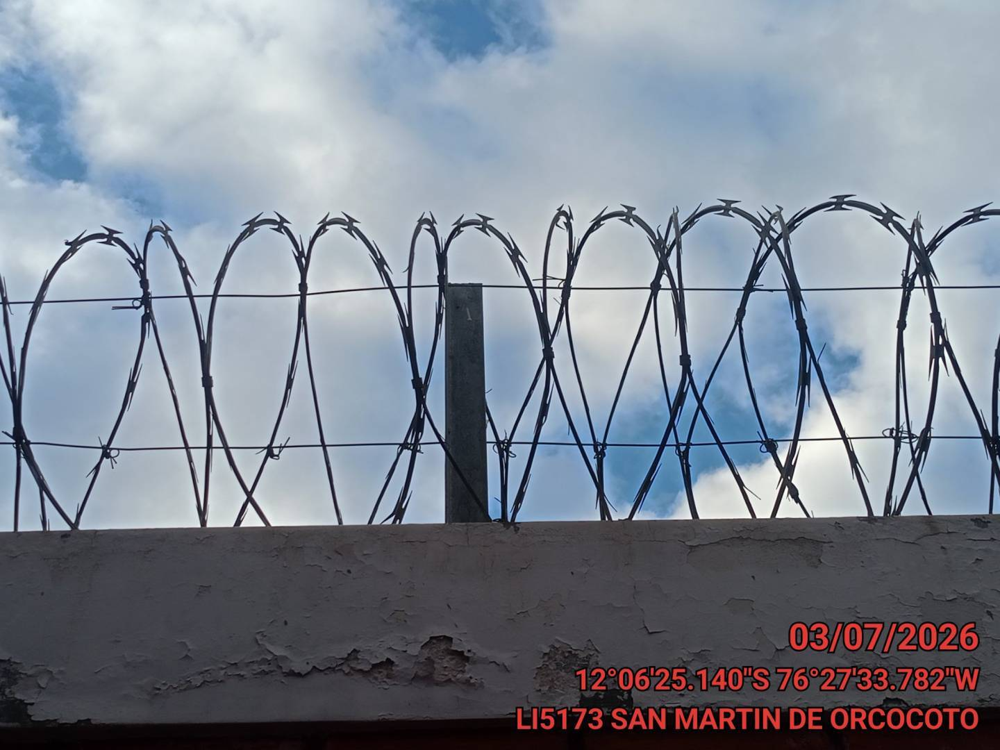 03/07/2026
12°06'25.140"S 76°27'33.782"W
LI5173 SAN MARTIN DE ORCOCOTO